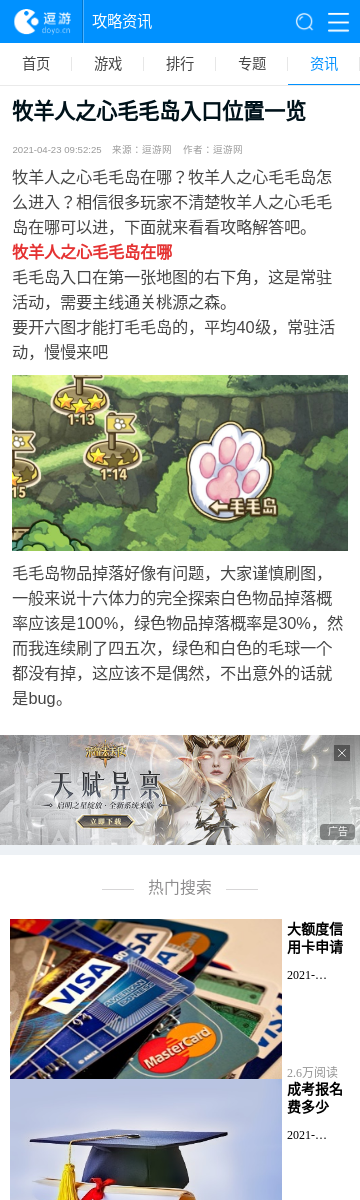 逗游
doyo.cn
攻略资讯
首页 游戏 排行 专题 资讯
牧羊人之心毛毛岛入口位置一览
2021-04-23 09:52:25 来源：逗游网 作者：逗游网
牧羊人之心毛毛岛在哪？牧羊人之心毛毛岛怎
么进入？相信很多玩家不清楚牧羊人之心毛毛
岛在哪可以进，下面就来看看攻略解答吧。
牧羊人之心毛毛岛在哪
毛毛岛入口在第一张地图的右下角，这是常驻
活动，需要主线通关桃源之森。
要开六图才能打毛毛岛的，平均40级，常驻活
动，慢慢来吧
1-13
1-14
15
毛毛岛
毛毛岛物品掉落好像有问题，大家谨慎刷图，
一般来说十六体力的完全探索白色物品掉落概
率应该是100%，绿色物品掉落概率是30%，然
而我连续刷了四五次，绿色和白色的毛球一个
都没有掉，这应该不是偶然，不出意外的话就
是bug。
天赋异禀
启明之星绽放·全新系统来临
立即下载
广告
热门搜索
VISA
VISA
AMERICAN EXPRESS
MasterCard
大额度信
用卡申请
2021-…
2.6万阅读
成考报名
费多少
2021-…